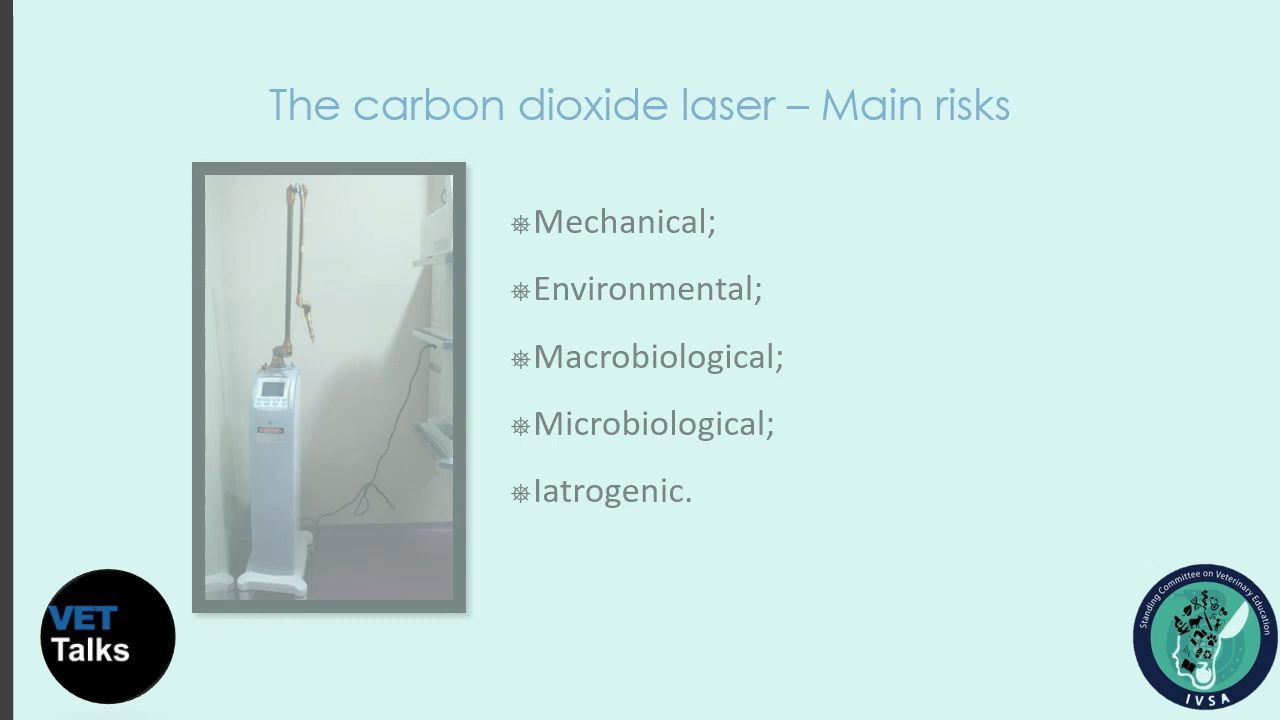 The carbon dioxide laser – Main risks
⎈Mechanical;
⎈Environmental;
⎈Macrobiological;
⎈Microbiological;
⎈Iatrogenic.
VET
Talks
Standing Committee on Veterinary Education
IVSA